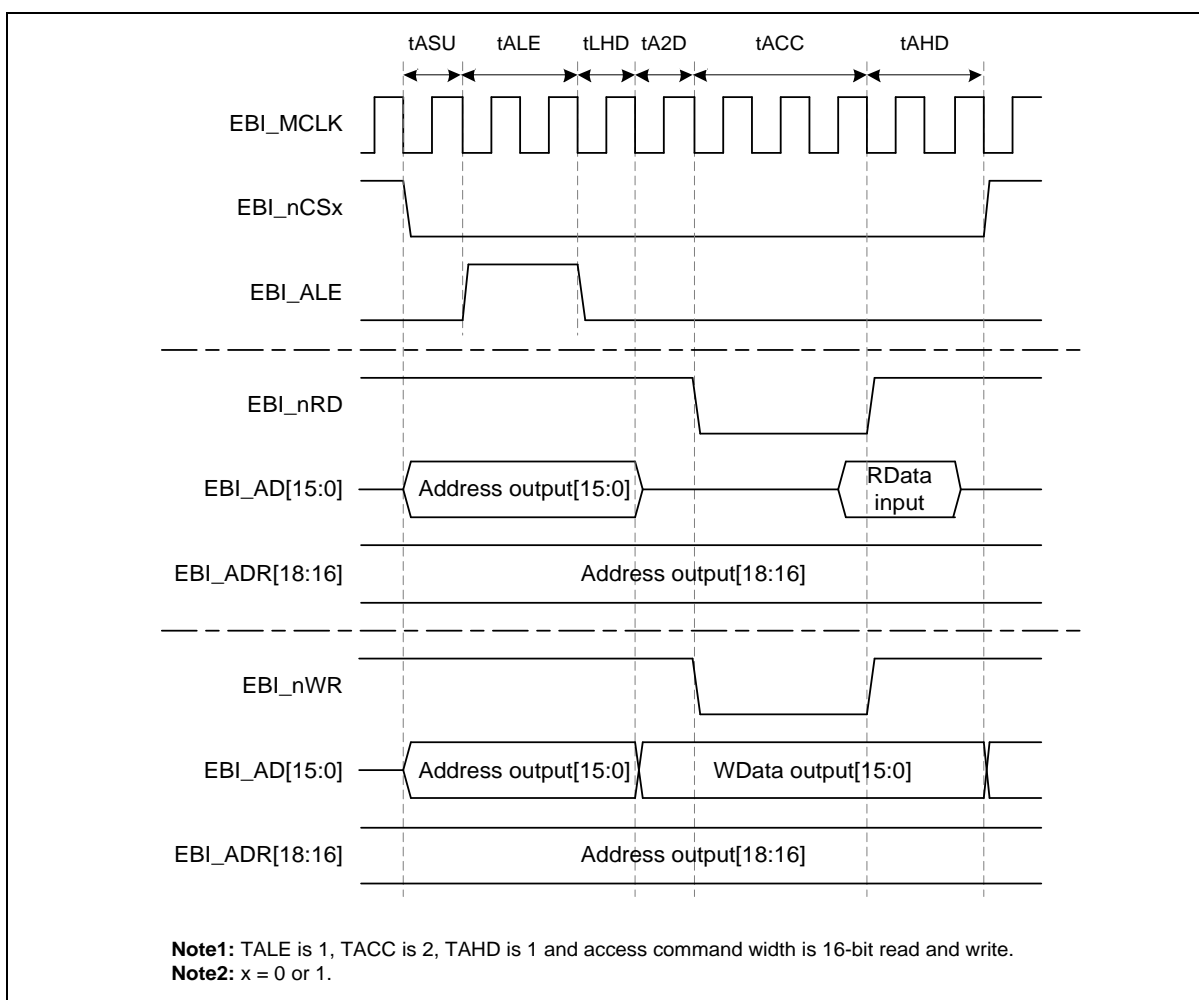 tASU tALE tLHD tA2D tACC tAHD
EBI_MCLK
EBI_nCSx
EBI_ALE
EBI_nRD
EBI_AD[15:0] Address output[15:0] RData
input
EBI_ADR[18:16] Address output[18:16]
EBI_nWR
EBI_AD[15:0] Address output[15:0] WData output[15:0]
EBI_ADR[18:16] Address output[18:16]
Note1: TALE is 1, TACC is 2, TAHD is 1 and access command width is 16-bit read and write.
Note2: x = 0 or 1.